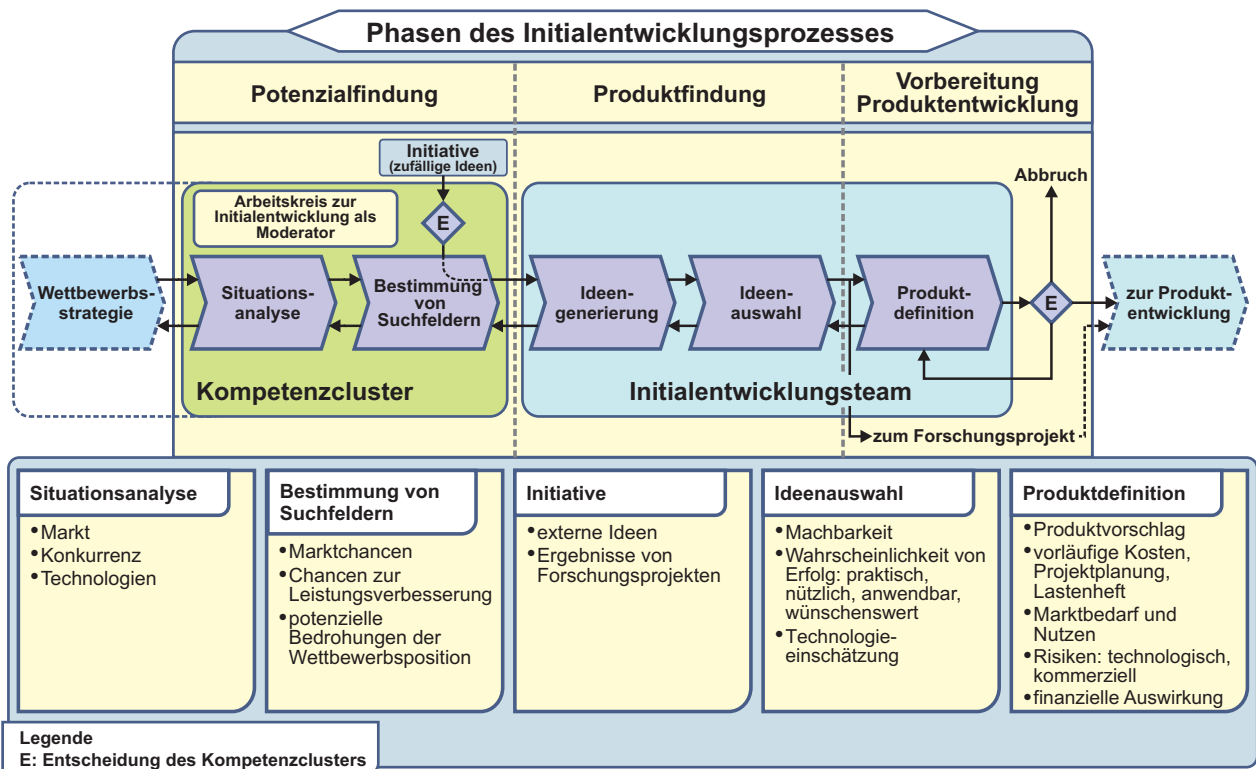 Phasen des Initialentwicklungsprozesses
Potenzialfindung
Produktfindung
Vorbereitung
Produktentwicklung
Initiative
(zufällige Ideen)
Arbeitskreis zur
Initialentwicklung als
Moderator
E
Abbruch
Wettbewerbs-
strategie
Situations-
analyse
Bestimmung
von
Suchfeldern
Ideen-
generierung
Ideen-
auswahl
Produkt-
definition
E
zur Produkt-
entwicklung
Kompetenzcluster
Initialentwicklungsteam
zum Forschungsprojekt
Situationsanalyse
• Markt
• Konkurrenz
• Technologien
Bestimmung von
Suchfeldern
• Marktchancen
• Chancen zur
Leistungsverbesserung
• potenzielle
Bedrohungen der
Wettbewerbsposition
Initiative
• externe Ideen
• Ergebnisse von
Forschungsprojekten
Ideenauswahl
• Machbarkeit
• Wahrscheinlichkeit von
Erfolg: praktisch,
nützlich, anwendbar,
wünschenswert
• Technologie-
einschätzung
Produktdefinition
• Produktvorschlag
• vorläufige Kosten,
Projektplanung,
Lastenheft
• Marktbedarf und
Nutzen
• Risiken: technologisch,
kommerziell
• finanzielle Auswirkung
Legende
E: Entscheidung des Kompetenzclusters